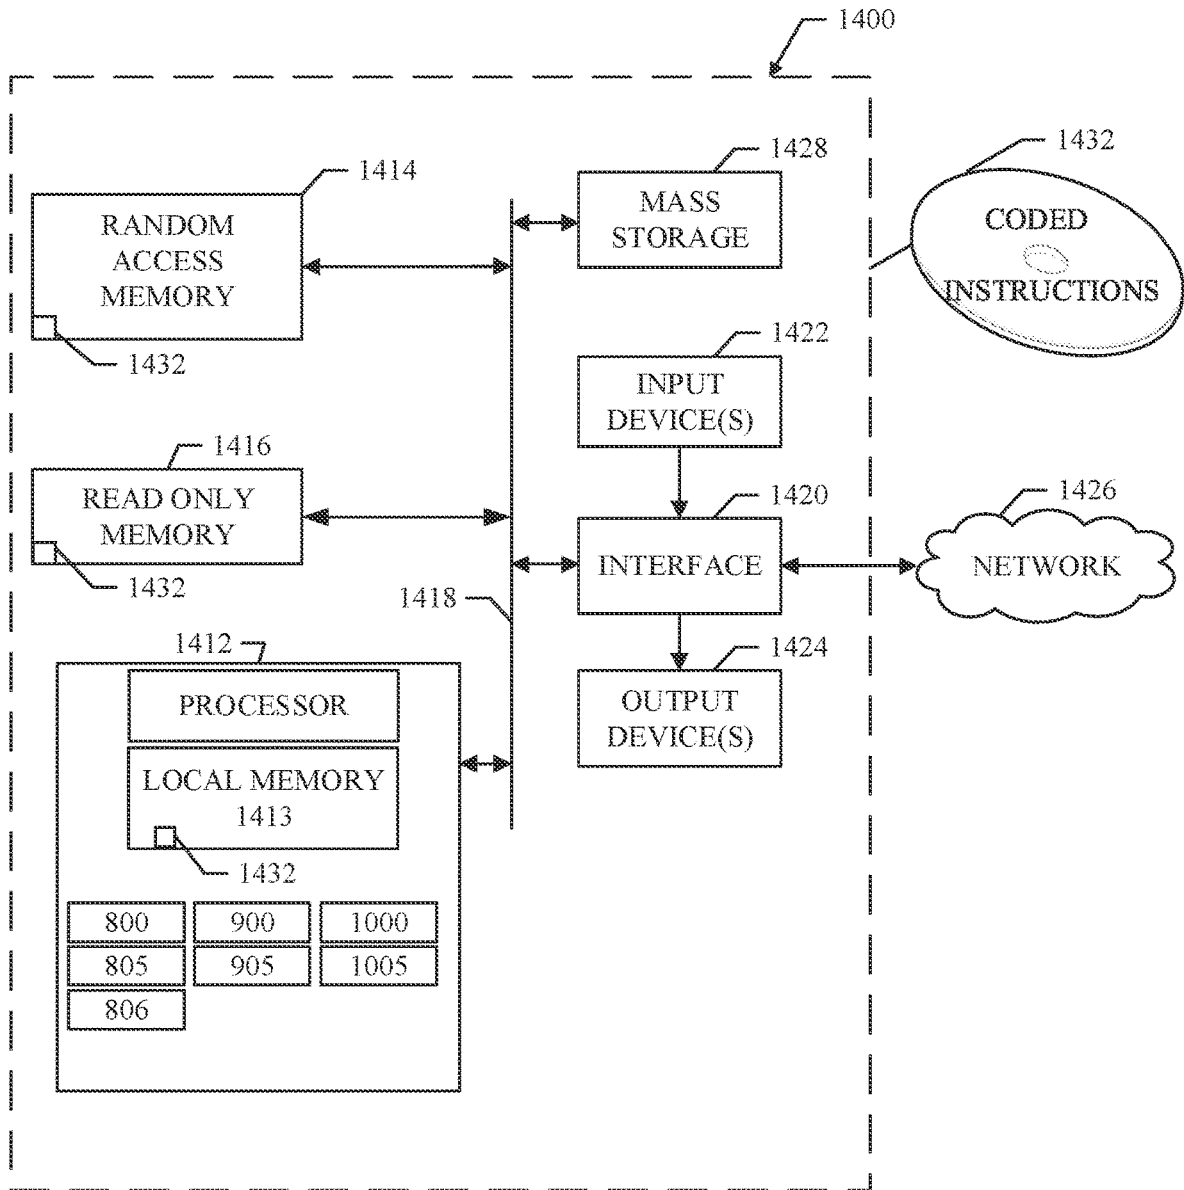 1400
1414
RANDOM
ACCESS
MEMORY
1432
1428
MASS
STORAGE
1432
CODED
INSTRUCTIONS
1422
INPUT
DEVICE(S)
1416
READ ONLY
MEMORY
1432
1420
INTERFACE
1426
NETWORK
1418
1412
PROCESSOR
LOCAL MEMORY
1413
1432
1424
OUTPUT
DEVICE(S)
800
900
1000
805
905
1005
806